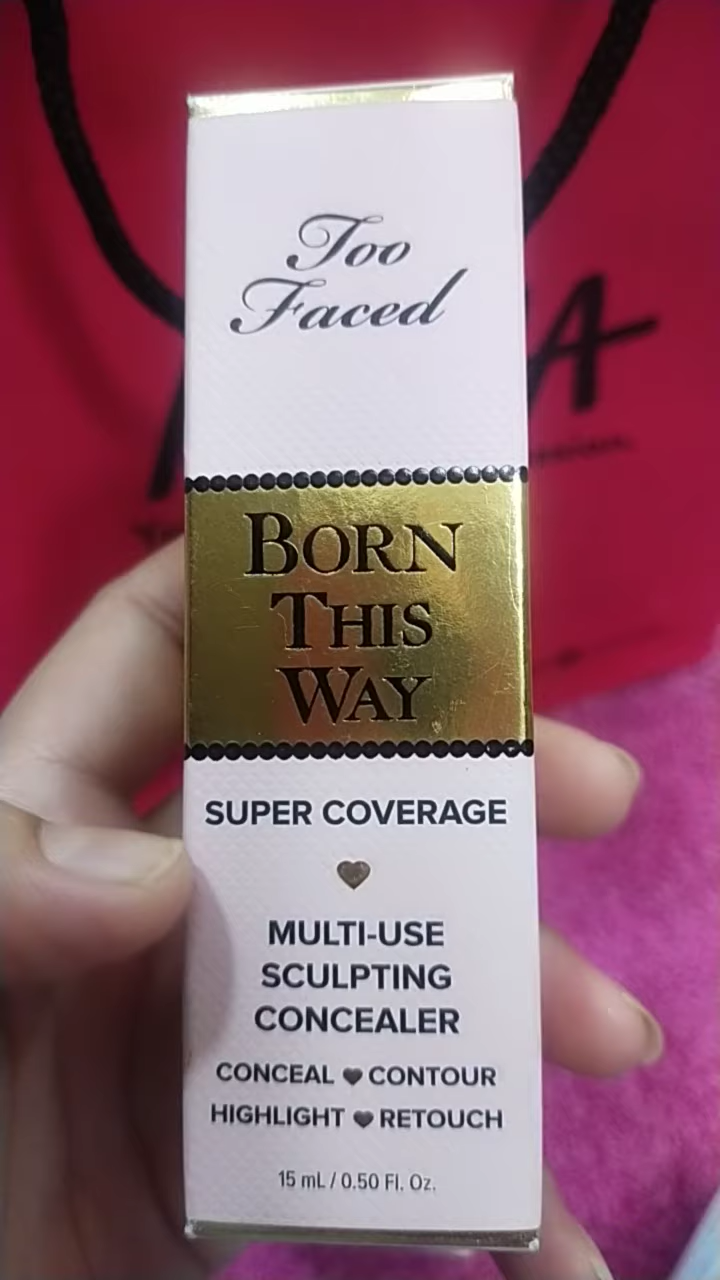 Too
Faced
BORN
THIS
WAY
SUPER COVERAGE
MULTI-USE
SCULPTING
CONCEALER
CONCEAL ♥ CONTOUR
HIGHLIGHT ♥ RETOUCH
15 mL / 0.50 Fl. Oz.